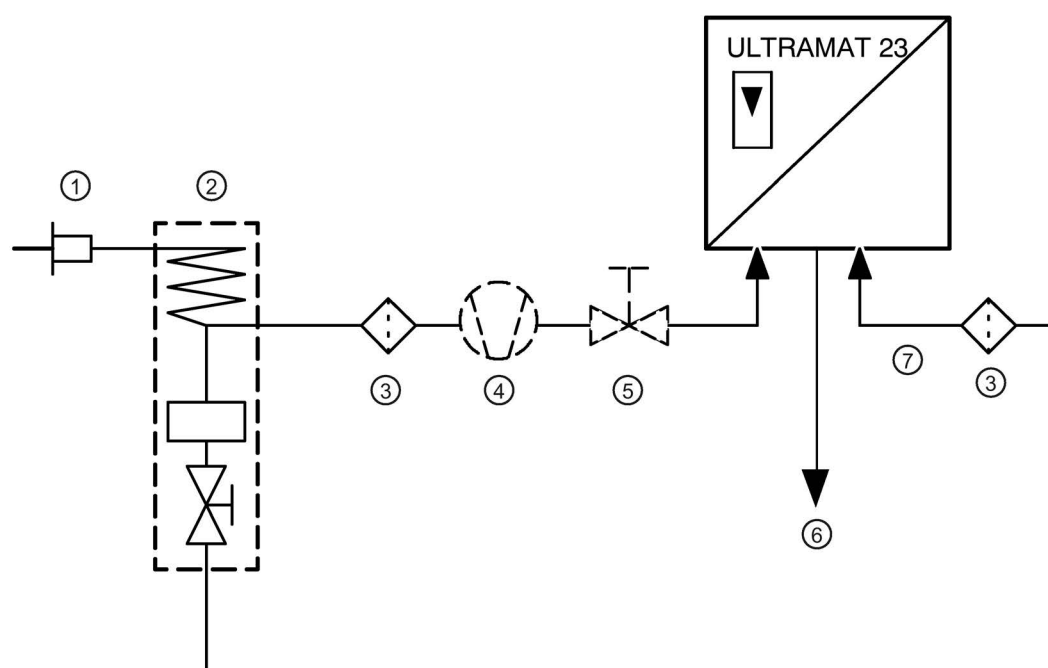 ULTRAMAT 23
① ②
③ ④ ⑤ ⑦ ③
⑥